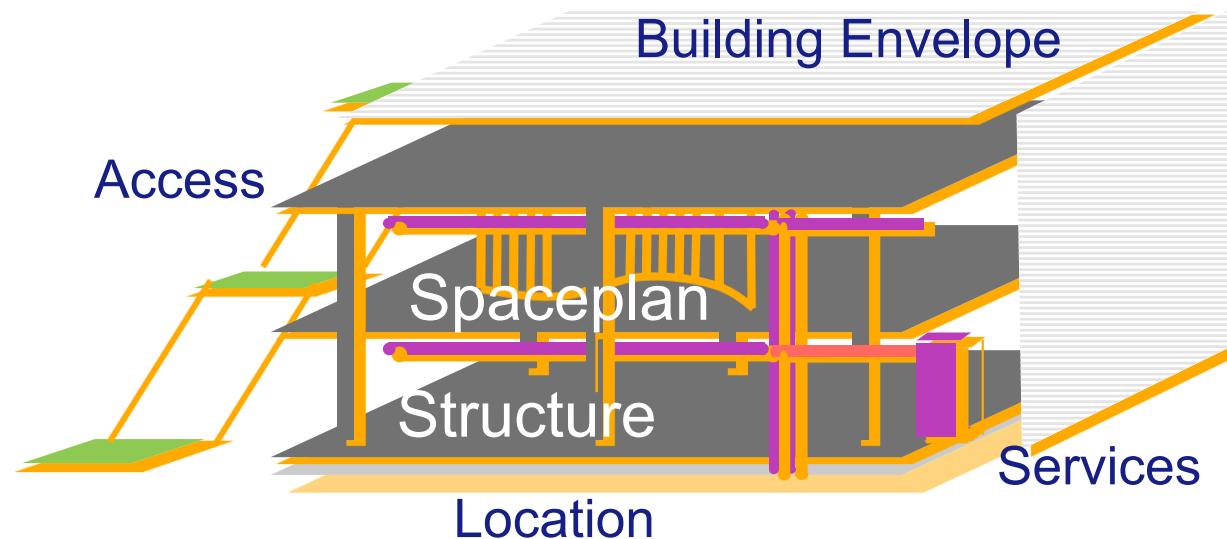 Building Envelope
Access
Spaceplan
Structure
Services
Location